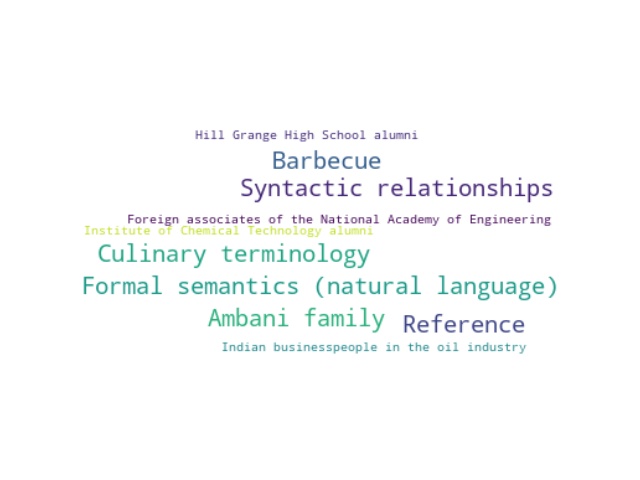 Hill Grange High School alumni
Barbecue
Syntactic relationships
Foreign associates of the National Academy of Engineering
Institute of Chemical Technology alumni
Culinary terminology
Formal semantics (natural language)
Ambani family
Reference
Indian businesspeople in the oil industry